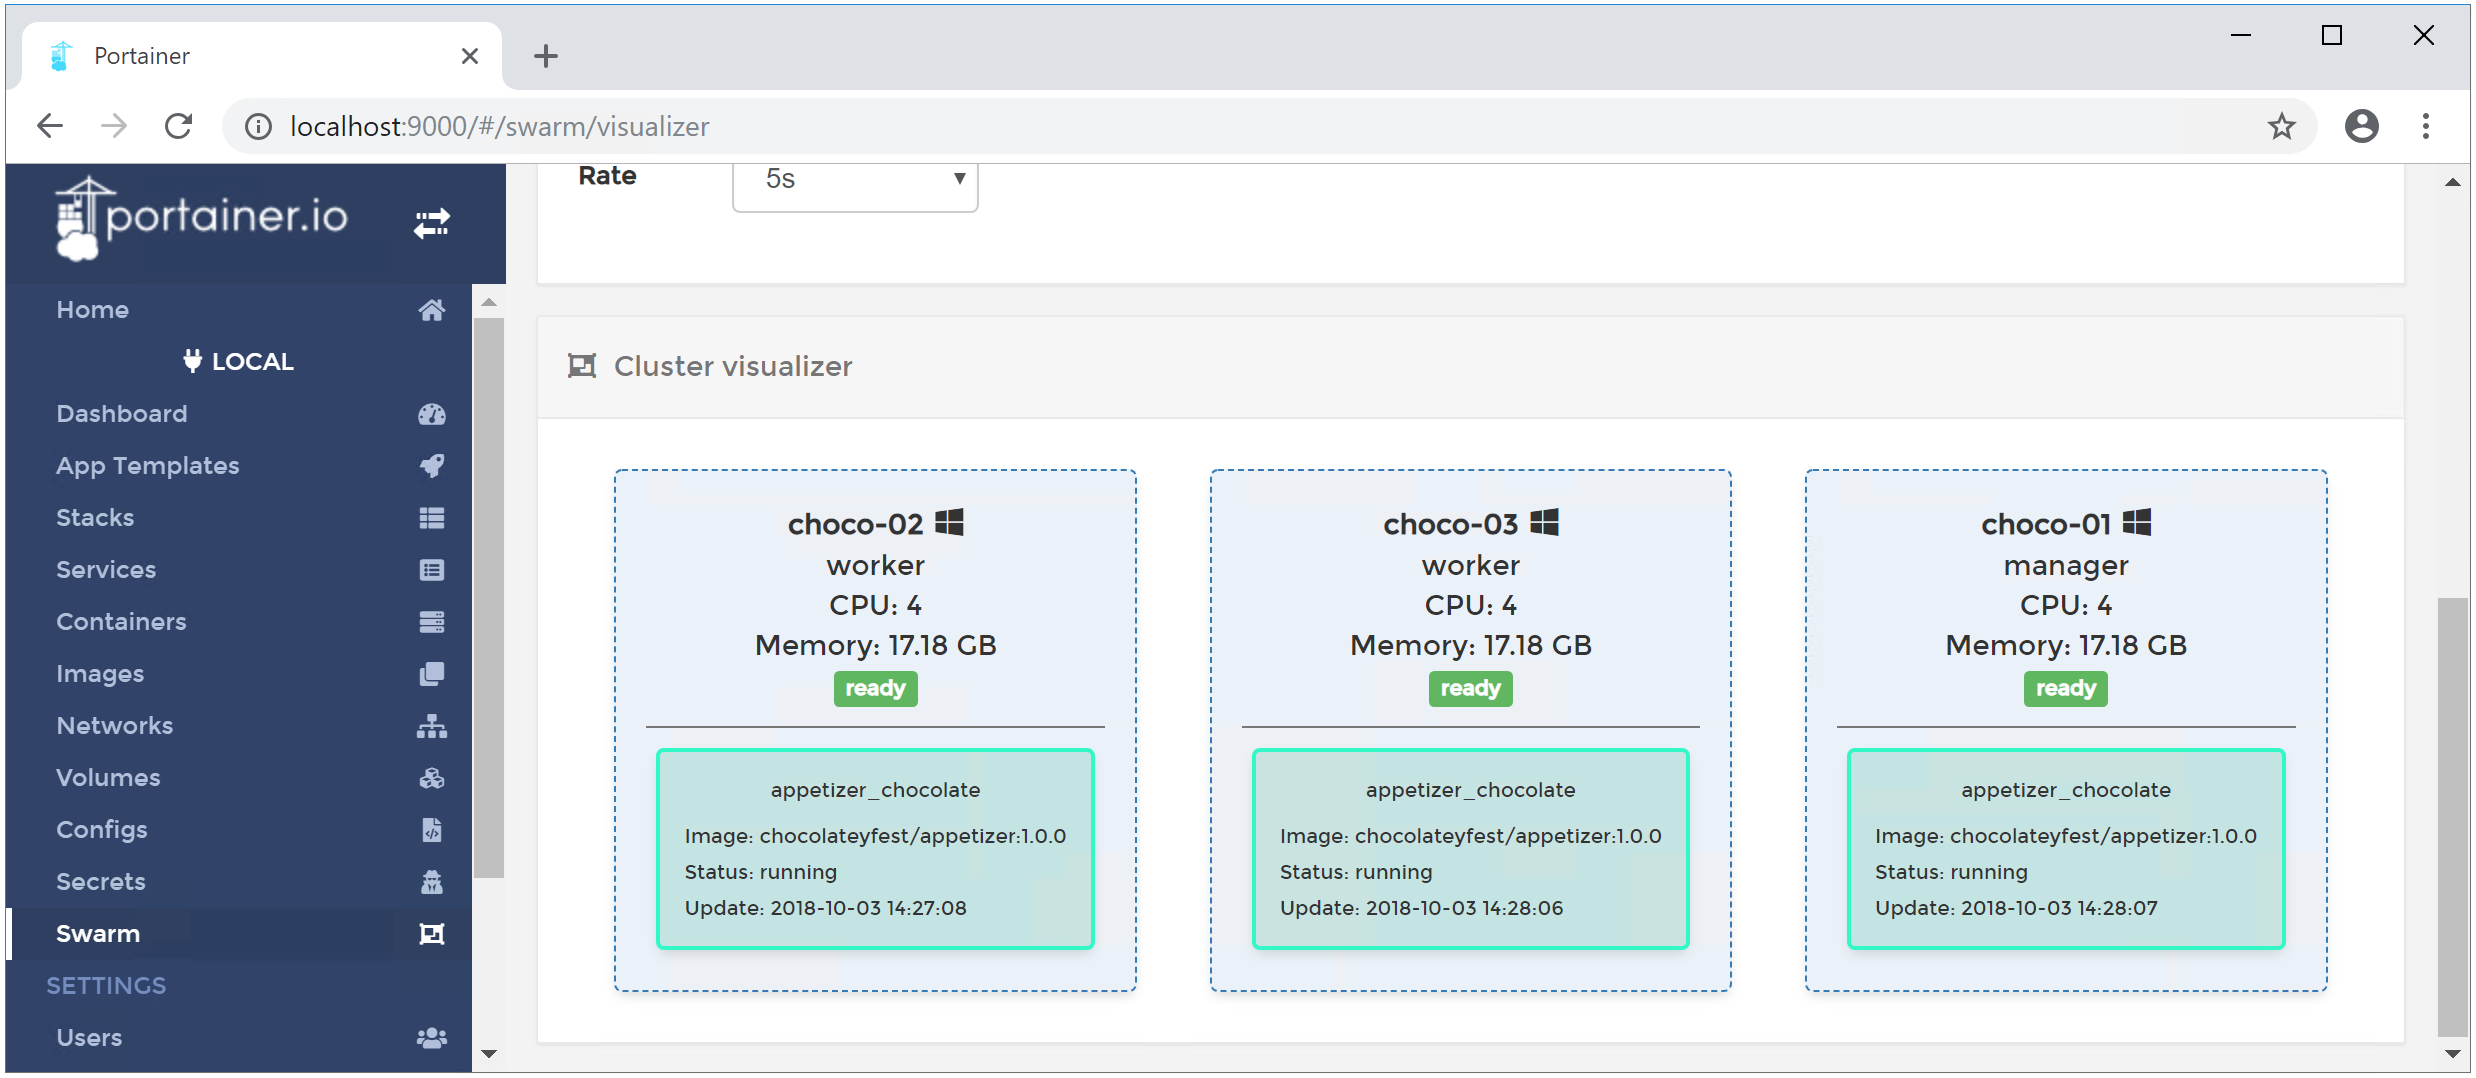 Portainer
localhost:9000/#/swarm/visualizer
portainer.io
Home
LOCAL
Dashboard
App Templates
Stacks
Services
Containers
Images
Networks
Volumes
Configs
Secrets
Swarm
SETTINGS
Users
Rate
5s
Cluster visualizer
choco-02
worker
CPU: 4
Memory: 17.18 GB
ready
appetizer_chocolate
Image: chocolateyfest/appetizer:1.0.0
Status: running
Update: 2018-10-03 14:27:08
choco-03
worker
CPU: 4
Memory: 17.18 GB
ready
appetizer_chocolate
Image: chocolateyfest/appetizer:1.0.0
Status: running
Update: 2018-10-03 14:28:06
choco-01
manager
CPU: 4
Memory: 17.18 GB
ready
appetizer_chocolate
Image: chocolateyfest/appetizer:1.0.0
Status: running
Update: 2018-10-03 14:28:07